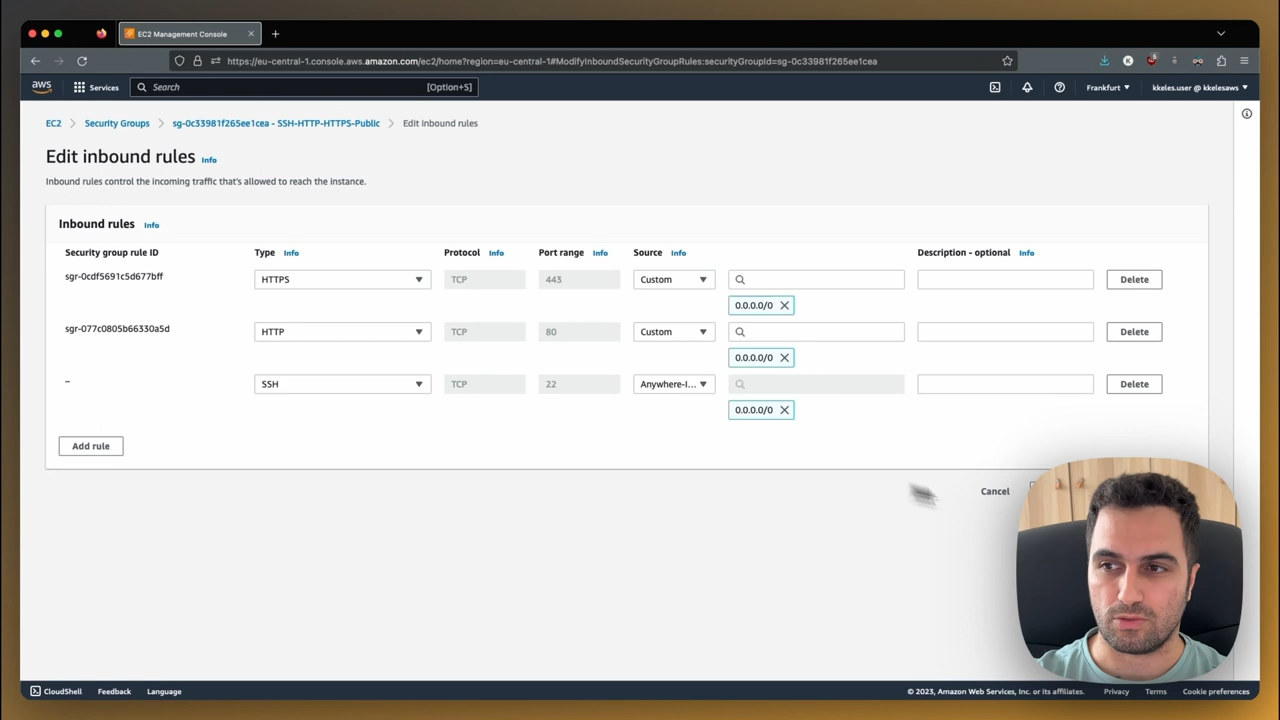 EC2 Management Console
https://eu-central-1.console.aws.amazon.com/ec2/home?region=eu-central-1#ModifyInboundSecurityGroupRules:securityGroupId=sg-0c33981f265ee1cea
aws Services Search [Option+S] Frankfurt kkeles.user @ kkelesaws
EC2 Security Groups sg-0c33981f265ee1cea - SSH-HTTP-HTTPS-Public Edit inbound rules
Edit inbound rules Info
Inbound rules control the incoming traffic that's allowed to reach the instance.
Inbound rules Info
Security group rule ID Type Info Protocol Info Port range Info Source Info Description - optional Info
sgr-0cdf5691c5d677bff HTTPS TCP 443 Custom Delete
0.0.0.0/0
sgr-077c0805b66330a5d HTTP TCP 80 Custom Delete
0.0.0.0/0
– SSH TCP 22 Anywhere-I... Delete
0.0.0.0/0
Add rule
Cancel
CloudShell Feedback Language © 2023, Amazon Web Services, Inc. or its affiliates. Privacy Terms Cookie preferences